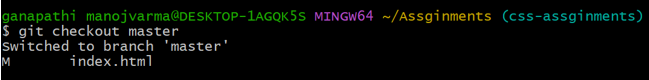 ganapathi manojvarma@DESKTOP-1AGQK5S MINGW64 ~/Assginments (css-assginments)
$ git checkout master
Switched to branch 'master'
M       index.html